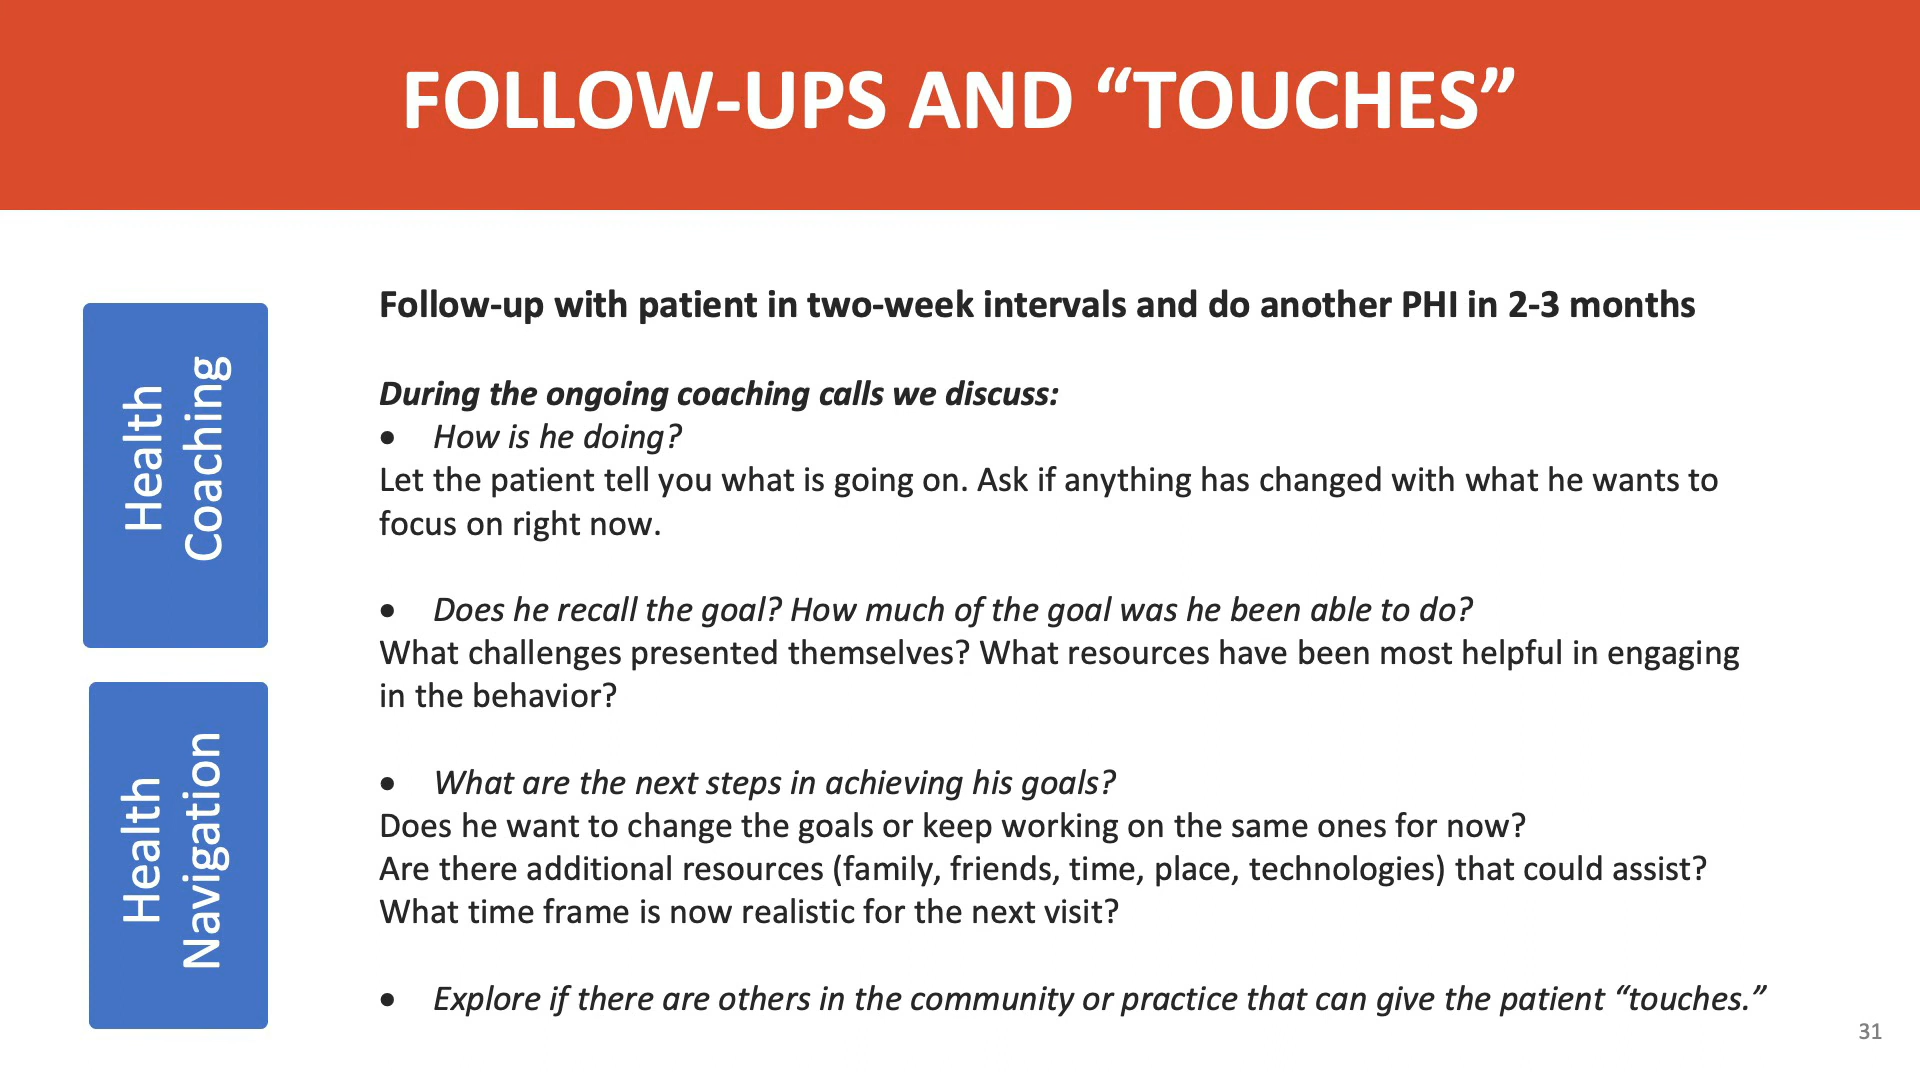 FOLLOW-UPS AND “TOUCHES”
Health
Coaching
Health
Navigation
Follow-up with patient in two-week intervals and do another PHI in 2-3 months
During the ongoing coaching calls we discuss:
• How is he doing?
Let the patient tell you what is going on. Ask if anything has changed with what he wants to
focus on right now.
• Does he recall the goal? How much of the goal was he been able to do?
What challenges presented themselves? What resources have been most helpful in engaging
in the behavior?
• What are the next steps in achieving his goals?
Does he want to change the goals or keep working on the same ones for now?
Are there additional resources (family, friends, time, place, technologies) that could assist?
What time frame is now realistic for the next visit?
• Explore if there are others in the community or practice that can give the patient “touches.”
31